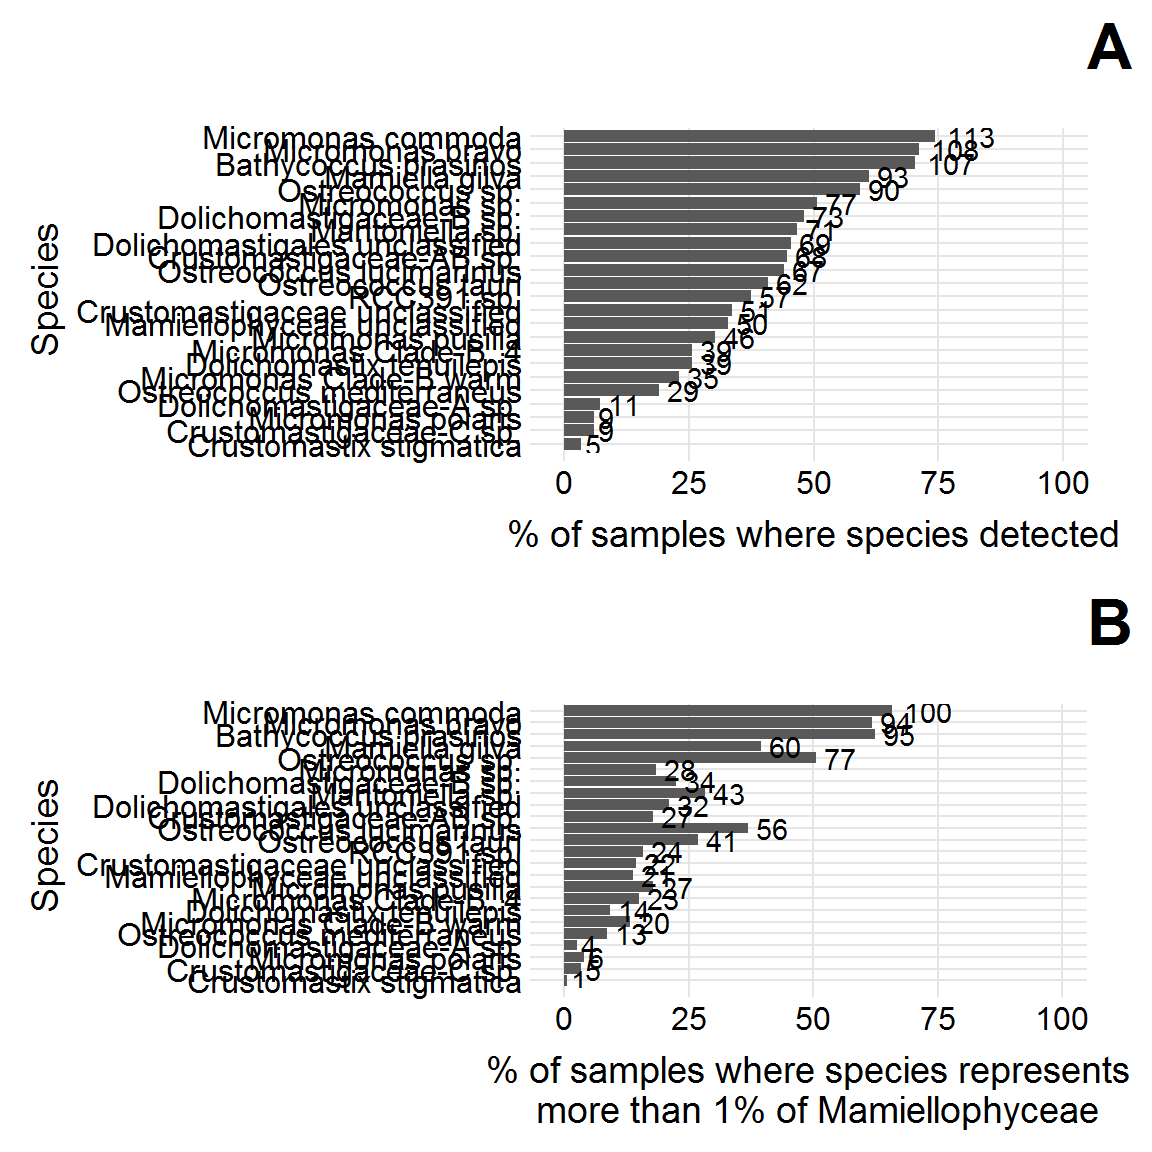 A
Species
Micromonas commoda 113
Micromonas bravo 108
Bathycoccus prasinos 107
Mamiella gilva 93
Ostreococcus sp. 90
Micromonas sp. 77
Dolichomastigaceae-B sp. 73
Mantoniella sp. 71
Dolichomastigales unclassified 69
Crustomastigaceae-AB sp. 68
Ostreococcus lucimarinus 67
Ostreococcus tauri 62
RCC391 sp. 57
Crustomastigaceae unclassified 51
Mamiellophyceae unclassified 50
Micromonas pusilla 46
Micromonas Clade-B._4 39
Dolichomastix tenuilepis 39
Micromonas Clade-B warm 35
Ostreococcus mediterraneus 29
Dolichomastigaceae-A sp. 11
Micromonas polaris 9
Crustomastigaceae-C sp. 9
Crustomastix stigmatica 5
0 25 50 75 100
% of samples where species detected
B
Species
Micromonas commoda 100
Micromonas bravo 94
Bathycoccus prasinos 95
Mamiella gilva 60
Ostreococcus sp. 77
Micromonas sp. 28
Dolichomastigaceae-B sp. 34
Mantoniella sp. 43
Dolichomastigales unclassified 32
Crustomastigaceae-AB sp. 27
Ostreococcus lucimarinus 56
Ostreococcus tauri 41
RCC391 sp. 24
Crustomastigaceae unclassified 22
Mamiellophyceae unclassified 21
Micromonas pusilla 27
Micromonas Clade-B._4 23
Dolichomastix tenuilepis 14
Micromonas Clade-B warm 20
Ostreococcus mediterraneus 13
Dolichomastigaceae-A sp. 4
Micromonas polaris 6
Crustomastigaceae-C sp. 5
Crustomastix stigmatica 1
0 25 50 75 100
% of samples where species represents
more than 1% of Mamiellophyceae